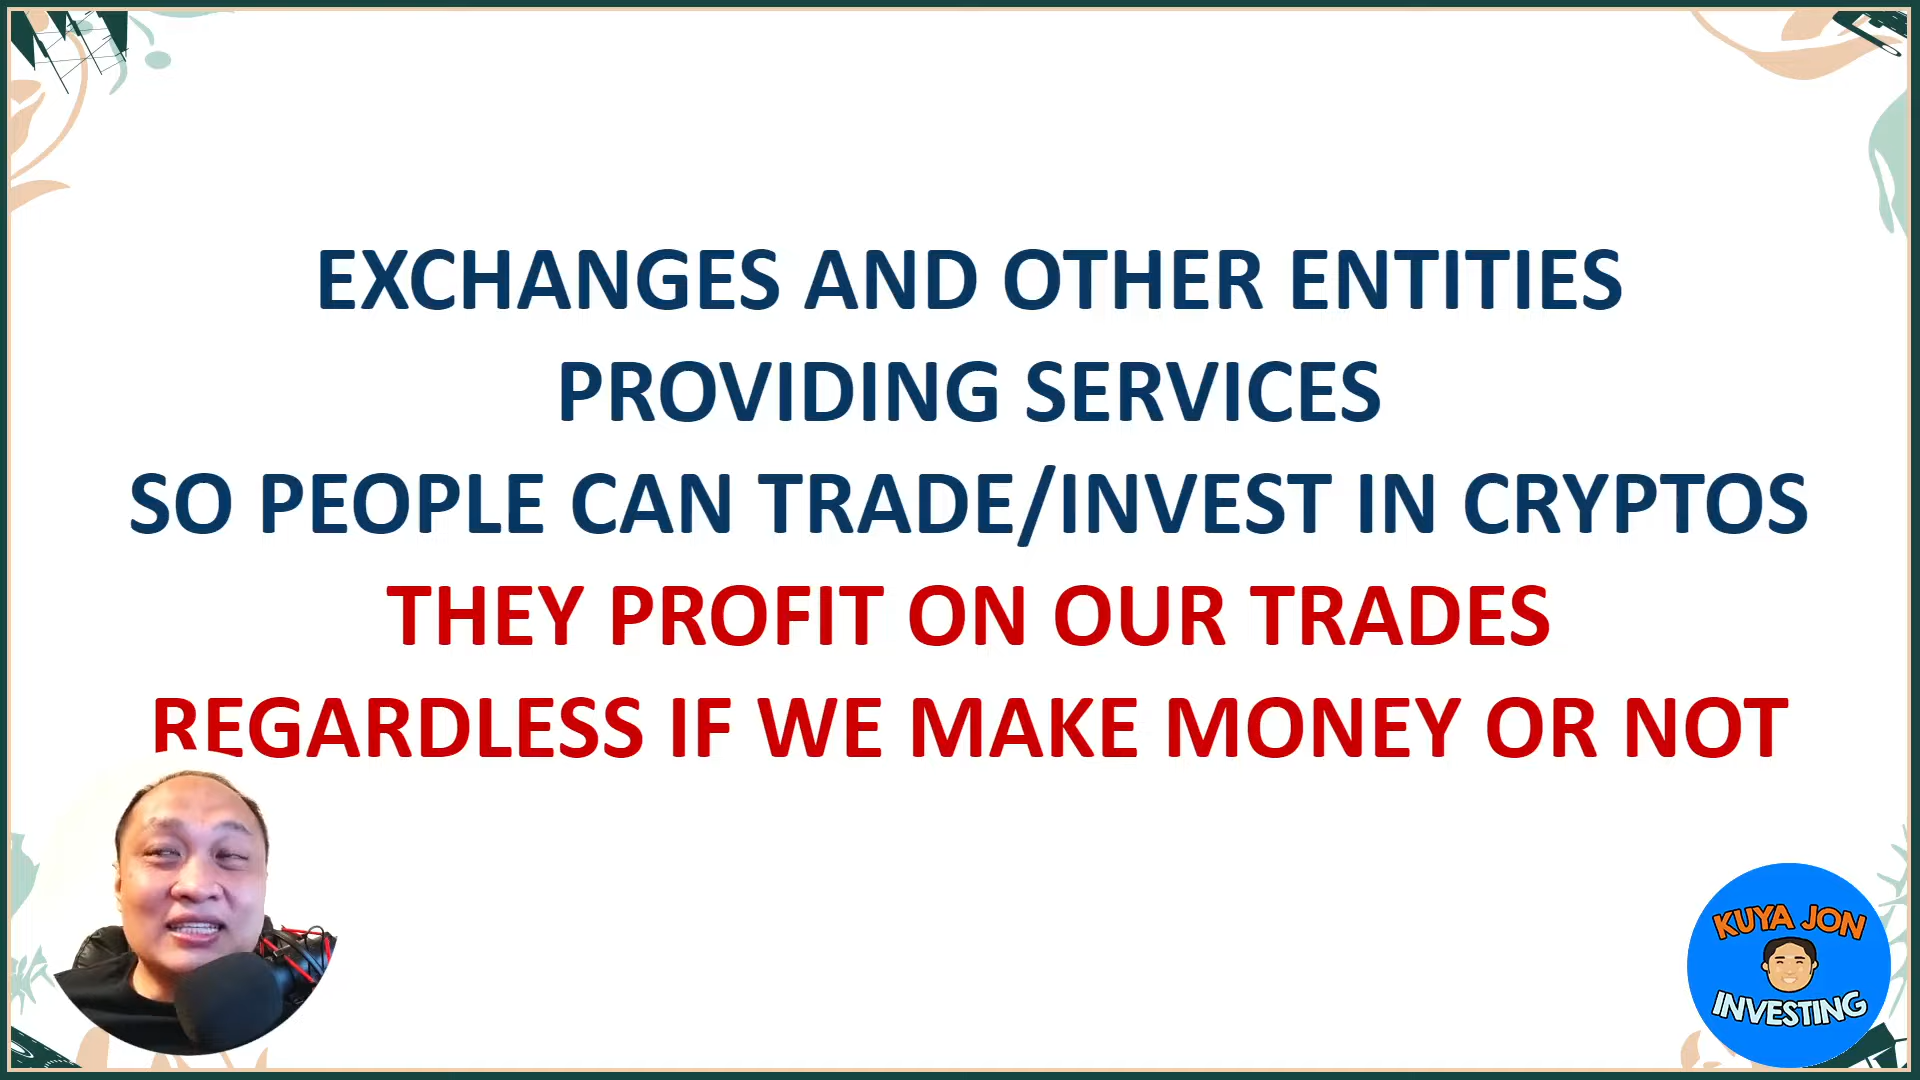 EXCHANGES AND OTHER ENTITIES
PROVIDING SERVICES
SO PEOPLE CAN TRADE/INVEST IN CRYPTOS
THEY PROFIT ON OUR TRADES
REGARDLESS IF WE MAKE MONEY OR NOT
KUYA JON
INVESTING